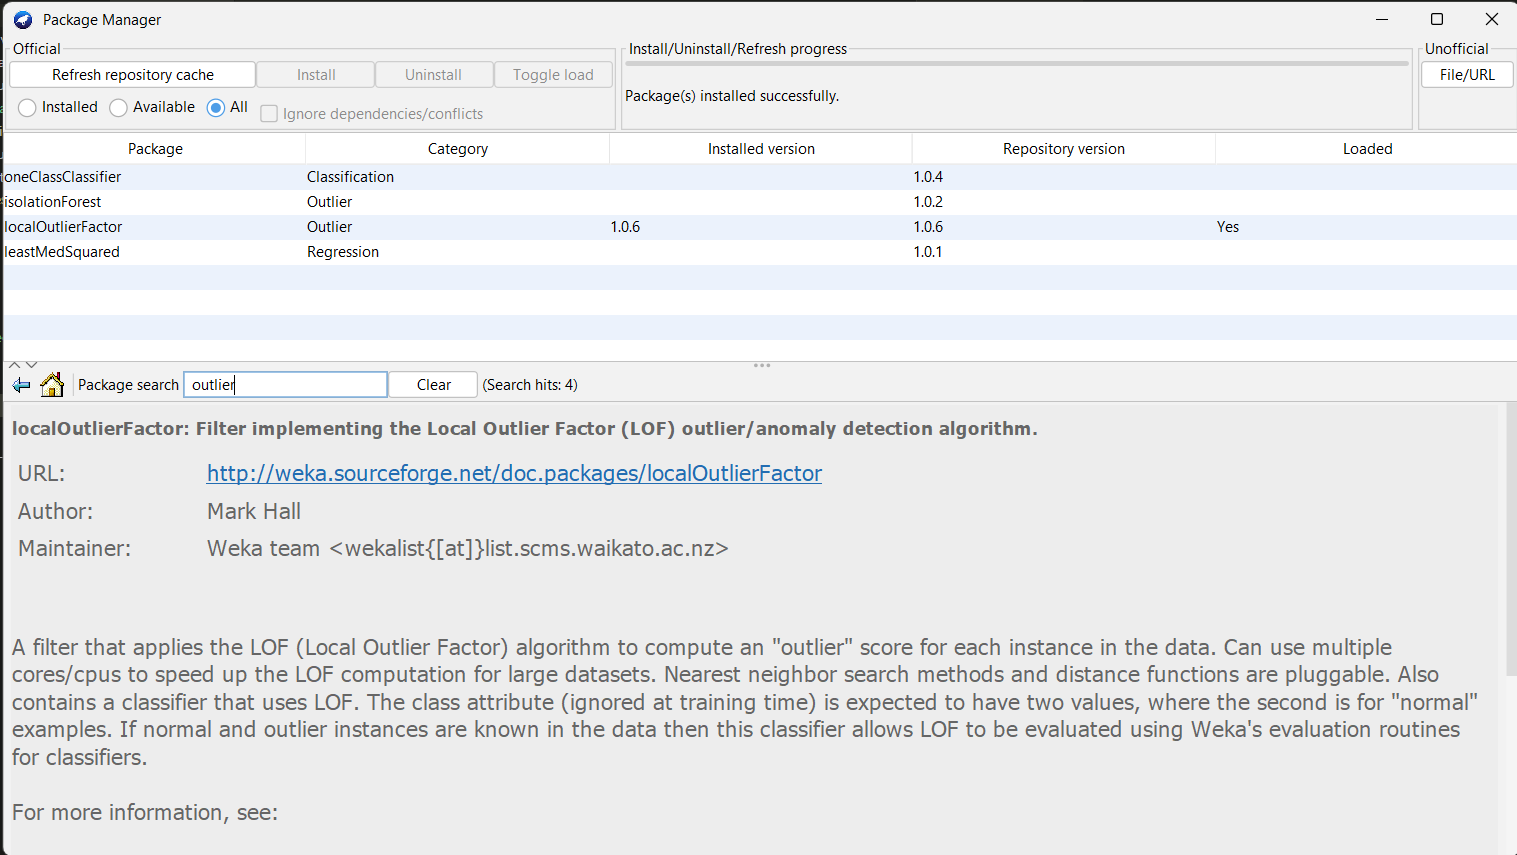 Package Manager
Official
Install/Uninstall/Refresh progress
Unofficial
Refresh repository cache
Install
Uninstall
Toggle load
File/URL
Installed
Available
All
Ignore dependencies/conflicts
Package(s) installed successfully.
Package Category Installed version Repository version Loaded
oneClassClassifier Classification 1.0.4
isolationForest Outlier 1.0.2
localOutlierFactor Outlier 1.0.6 1.0.6 Yes
leastMedSquared Regression 1.0.1
Package search outlier Clear (Search hits: 4)
localOutlierFactor: Filter implementing the Local Outlier Factor (LOF) outlier/anomaly detection algorithm.
URL: http://weka.sourceforge.net/doc.packages/localOutlierFactor
Author: Mark Hall
Maintainer: Weka team <wekalist{[at]}list.scms.waikato.ac.nz>
A filter that applies the LOF (Local Outlier Factor) algorithm to compute an "outlier" score for each instance in the data. Can use multiple
cores/cpus to speed up the LOF computation for large datasets. Nearest neighbor search methods and distance functions are pluggable. Also
contains a classifier that uses LOF. The class attribute (ignored at training time) is expected to have two values, where the second is for "normal"
examples. If normal and outlier instances are known in the data then this classifier allows LOF to be evaluated using Weka's evaluation routines
for classifiers.
For more information, see: